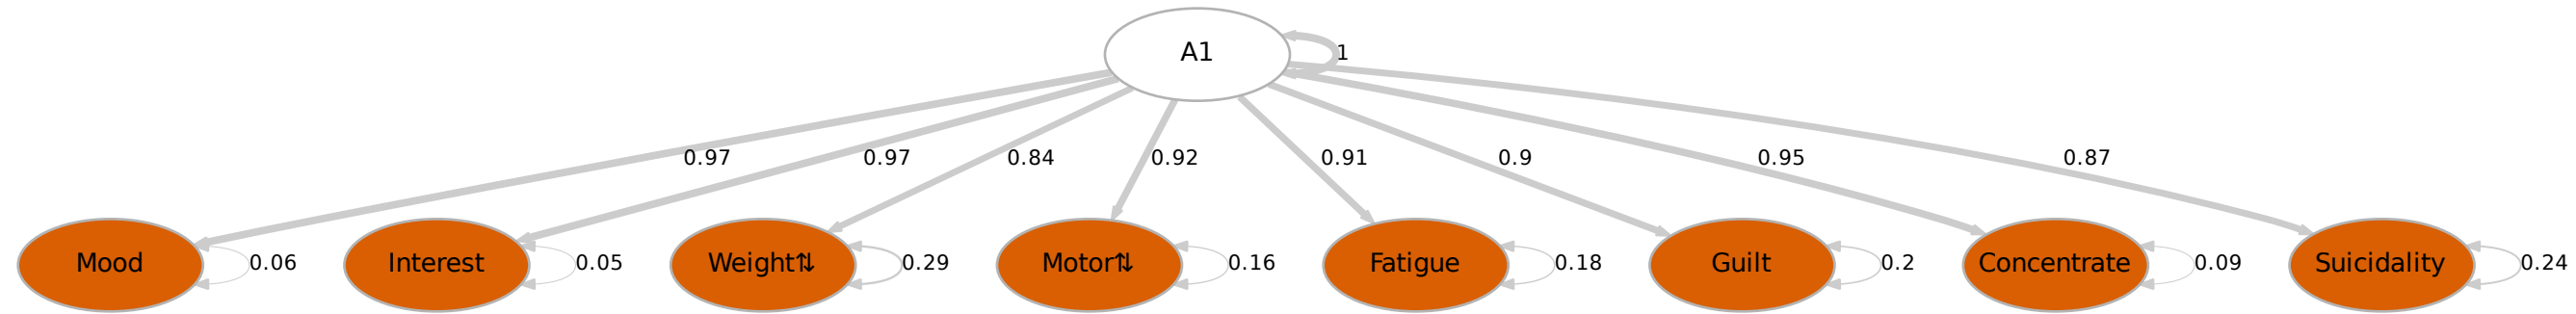 A1
1
0.97
0.97
0.84
0.92
0.91
0.9
0.95
0.87
Mood
0.06
Interest
0.05
Weight⇅
0.29
Motor⇅
0.16
Fatigue
0.18
Guilt
0.2
Concentrate
0.09
Suicidality
0.24